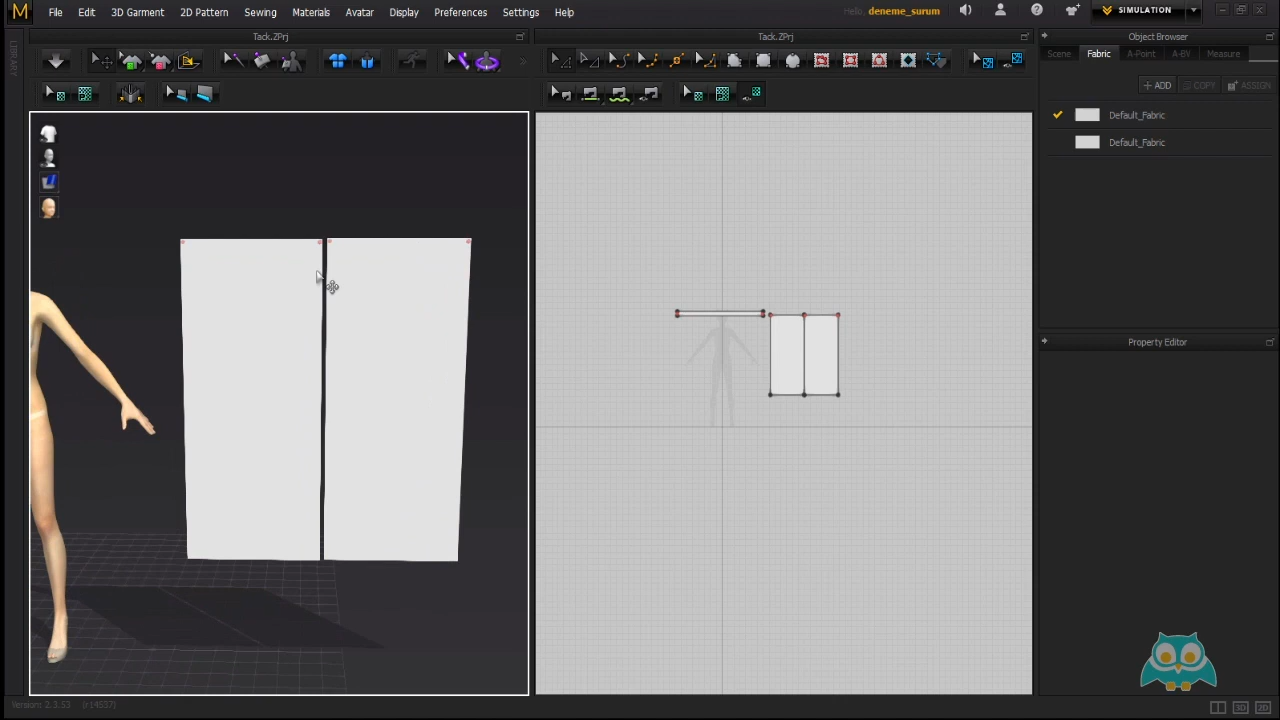 M File Edit 3D Garment 2D Pattern Sewing Materials Avatar Display Preferences Settings Help Hello, deneme_surum SIMULATION
Tack.ZPrj Tack.ZPrj Object Browser
LIBRARY
Scene Fabric A-Point A-BV Measure
+ ADD COPY ASSIGN
Default_Fabric
Default_Fabric
Property Editor
Version: 2.3.53 (r14537)
3D 2D